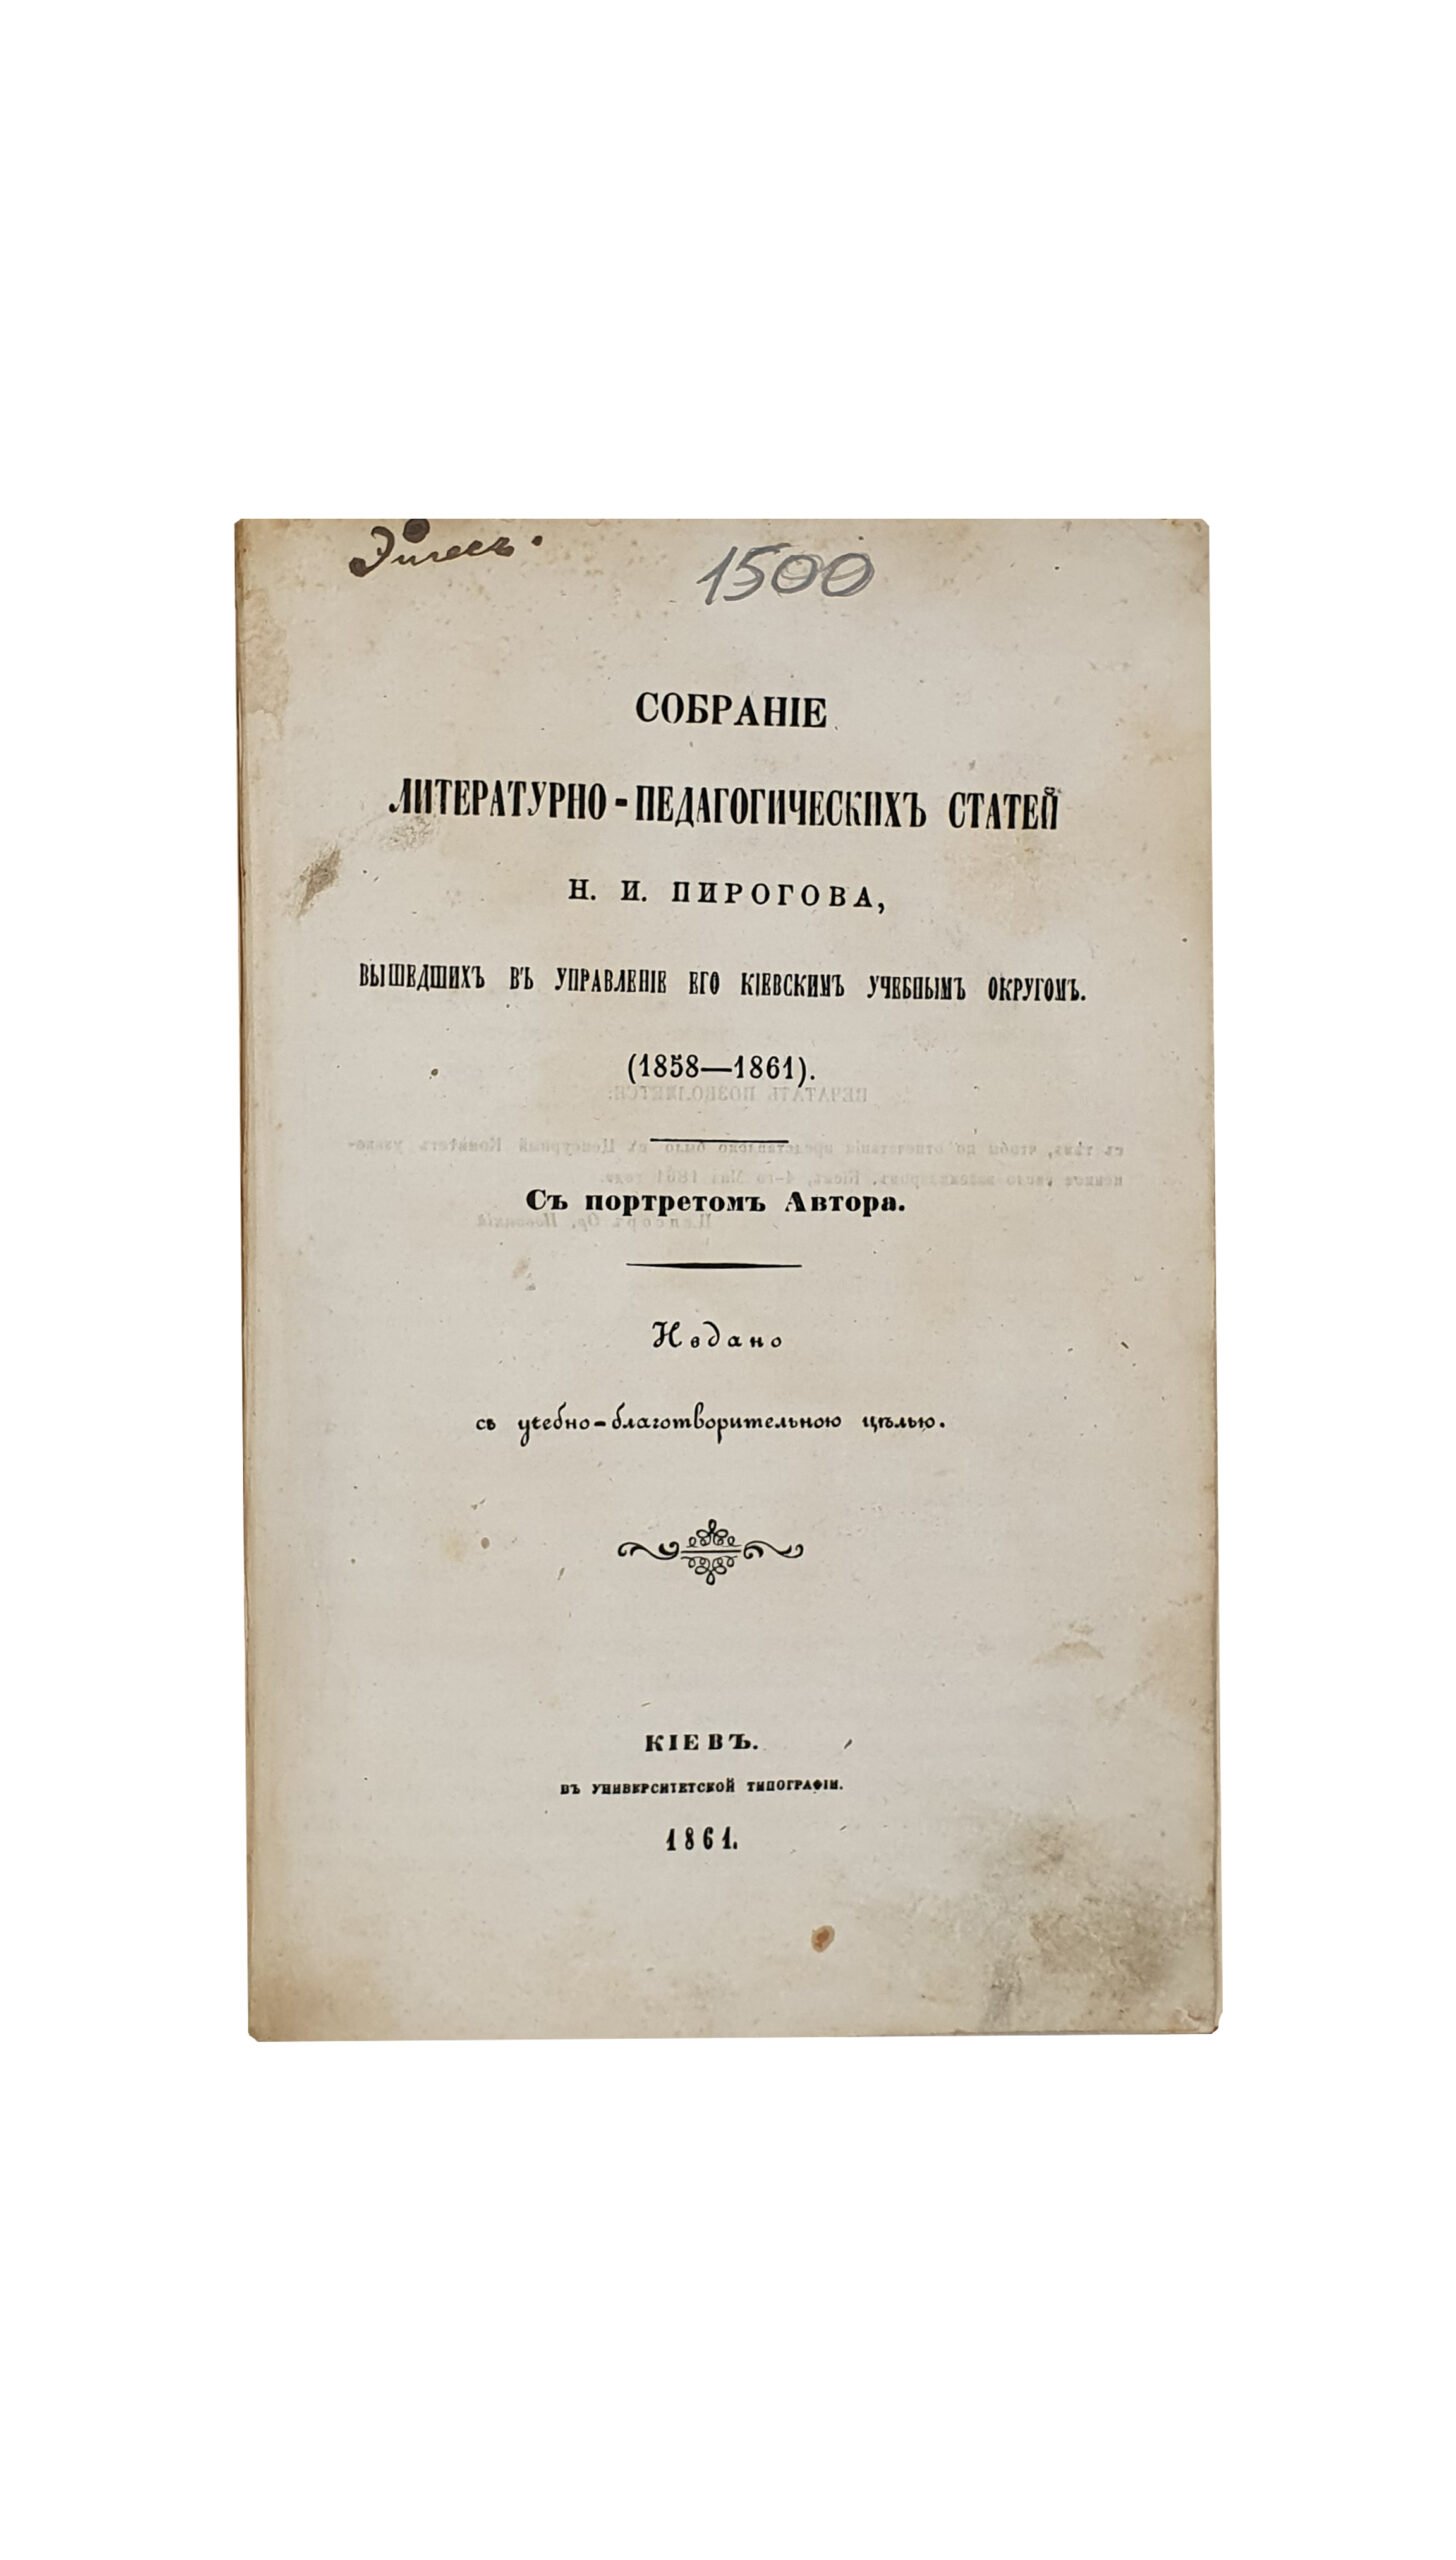 1500
СОБРАНІЕ
ЛИТЕРАТУРНО-ПЕДАГОГИЧЕСКИХЪ СТАТЕЙ
Н. И. ПИРОГОВА,
ВЫШЕДШИХЪ ВЪ УПРАВЛЕНІЕ ЕГО КІЕВСКИМЪ УЧЕБНЫМЪ ОКРУГОМЪ.
(1858—1861).
Съ портретомъ Автора.
Издано
съ учебно-благотворительною цѣлью.
КІЕВЪ.
ВЪ УНИВЕРСИТЕТСКОЙ ТИПОГРАФІИ.
1861.